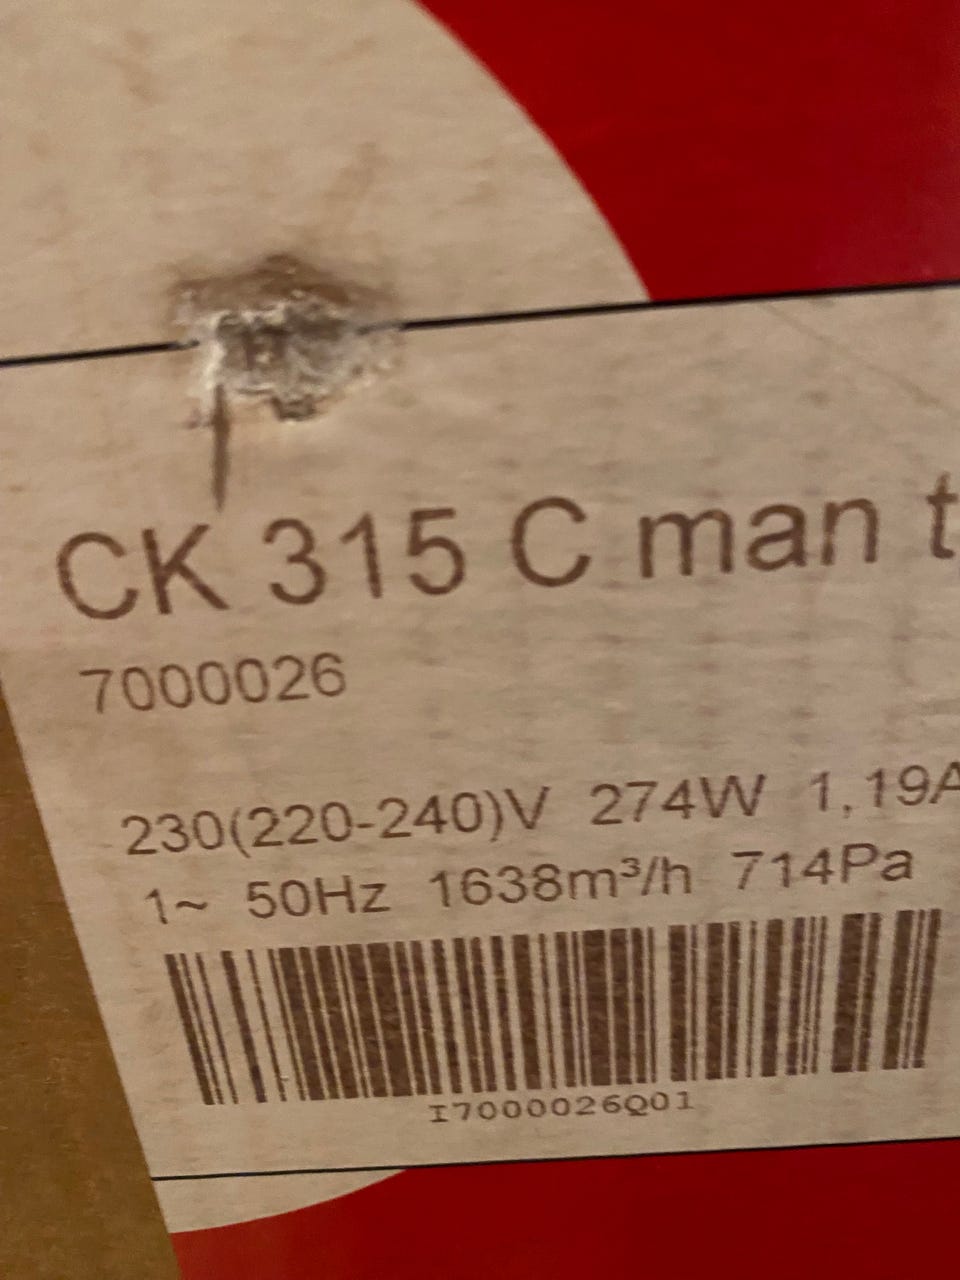 CK 315 C man t
7000026
230(220-240)V 274W 1,19A
1~ 50Hz 1638m³/h 714Pa
I7000026Q01